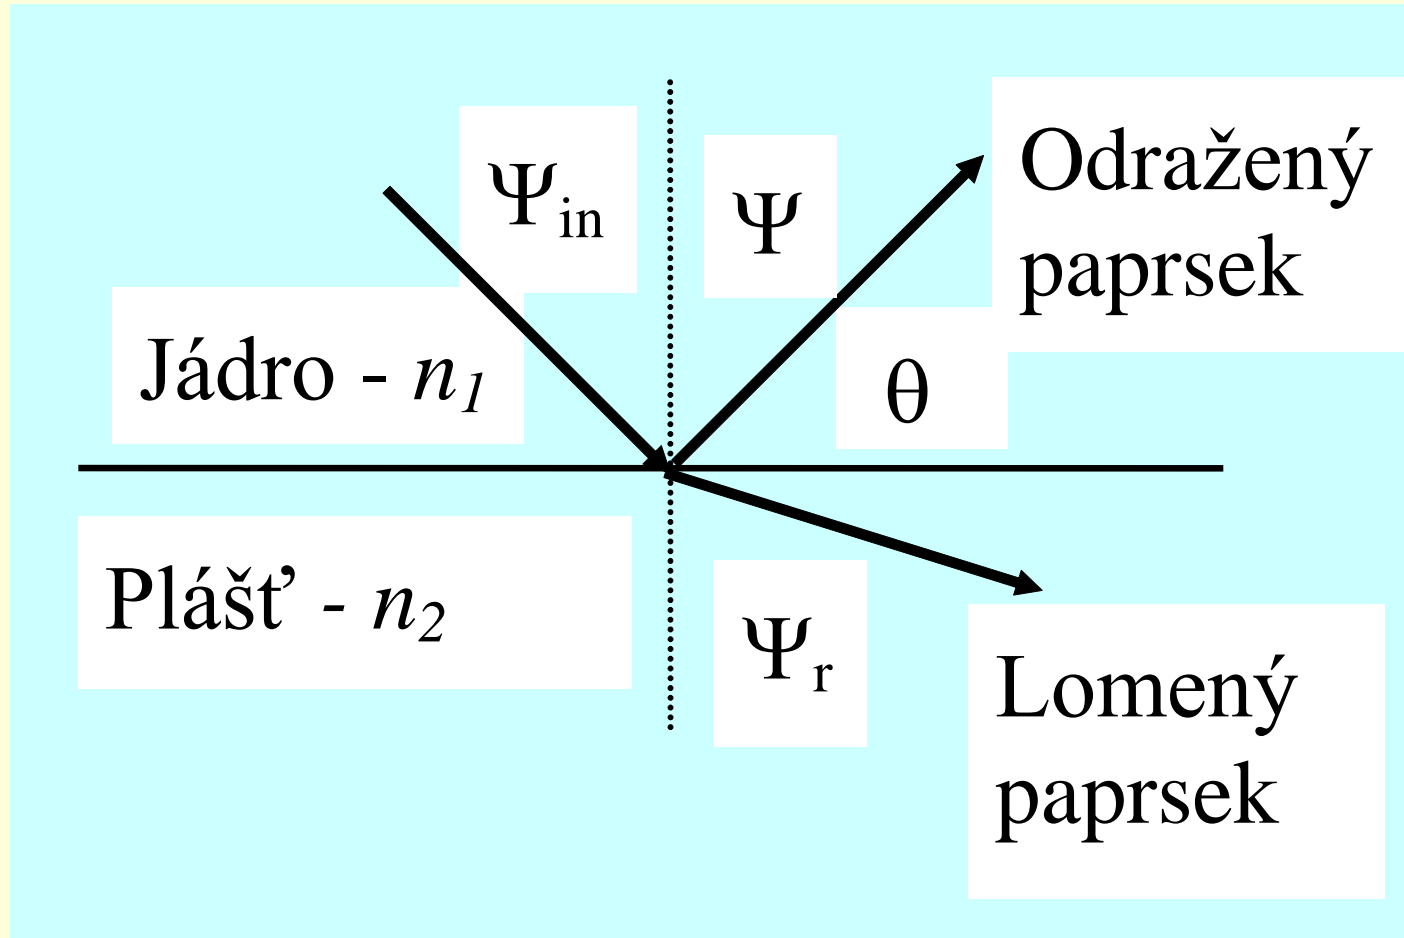 Ψin
Ψ
Odražený
paprsek
Jádro - n1
θ
Plášť - n2
Ψr
Lomený
paprsek